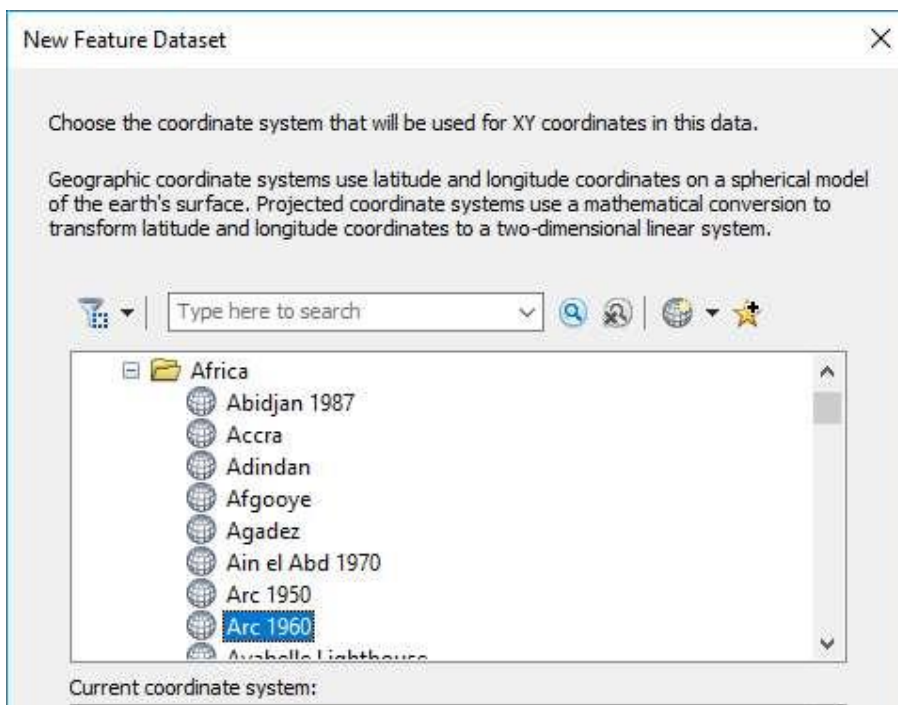 New Feature Dataset
Choose the coordinate system that will be used for XY coordinates in this data.
Geographic coordinate systems use latitude and longitude coordinates on a spherical model
of the earth's surface. Projected coordinate systems use a mathematical conversion to
transform latitude and longitude coordinates to a two-dimensional linear system.
Type here to search
Africa
Abidjan 1987
Accra
Adindan
Afgooye
Agadez
Ain el Abd 1970
Arc 1950
Arc 1960
Ayabelle Lighthouse
Current coordinate system: